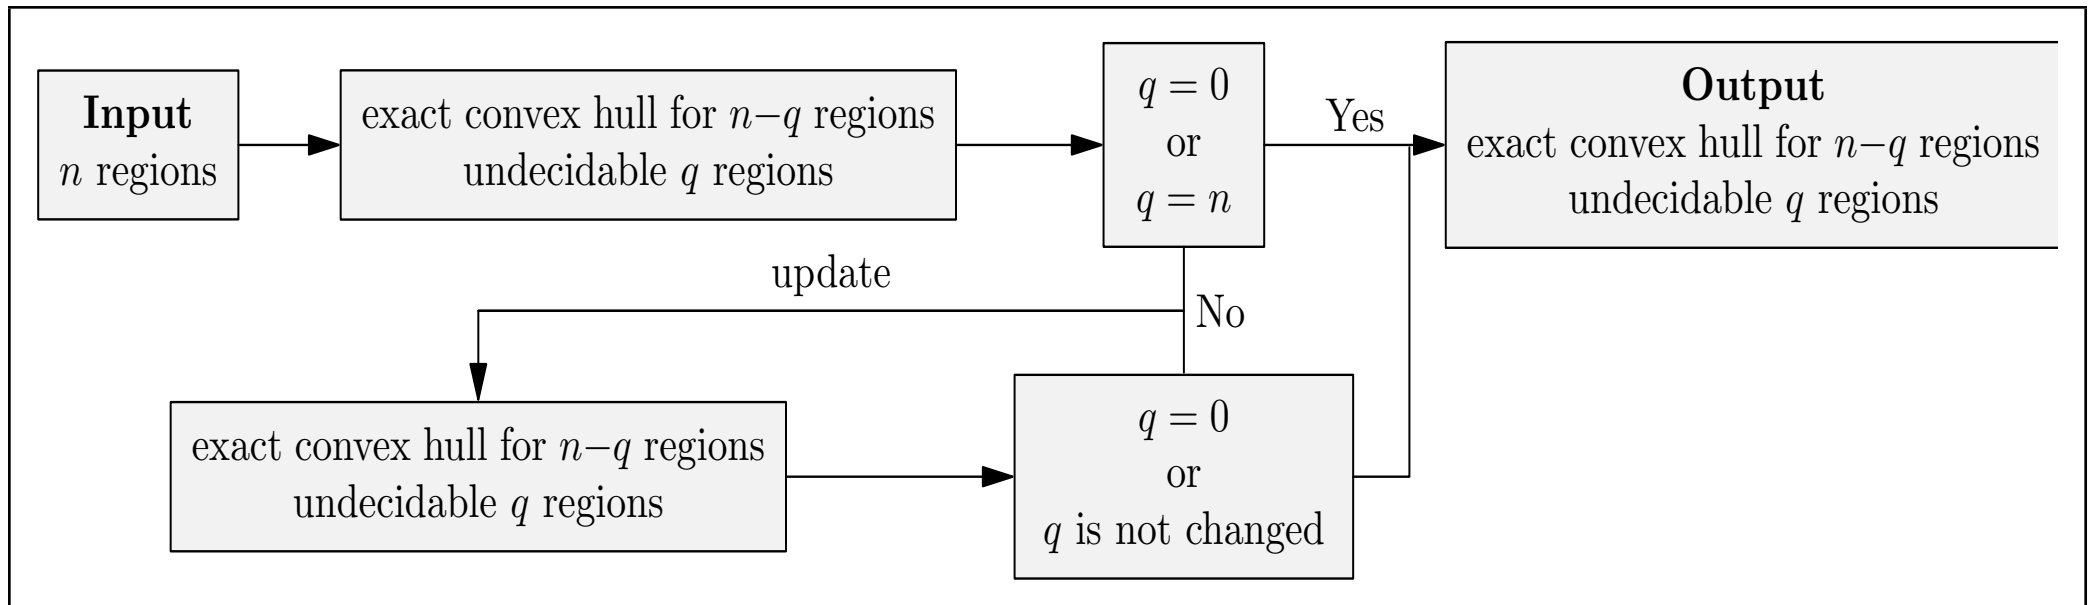 Input
n regions
exact convex hull for n−q regions
undecidable q regions
q = 0
or
q = n
Yes
Output
exact convex hull for n−q regions
undecidable q regions
update
No
exact convex hull for n−q regions
undecidable q regions
q = 0
or
q is not changed